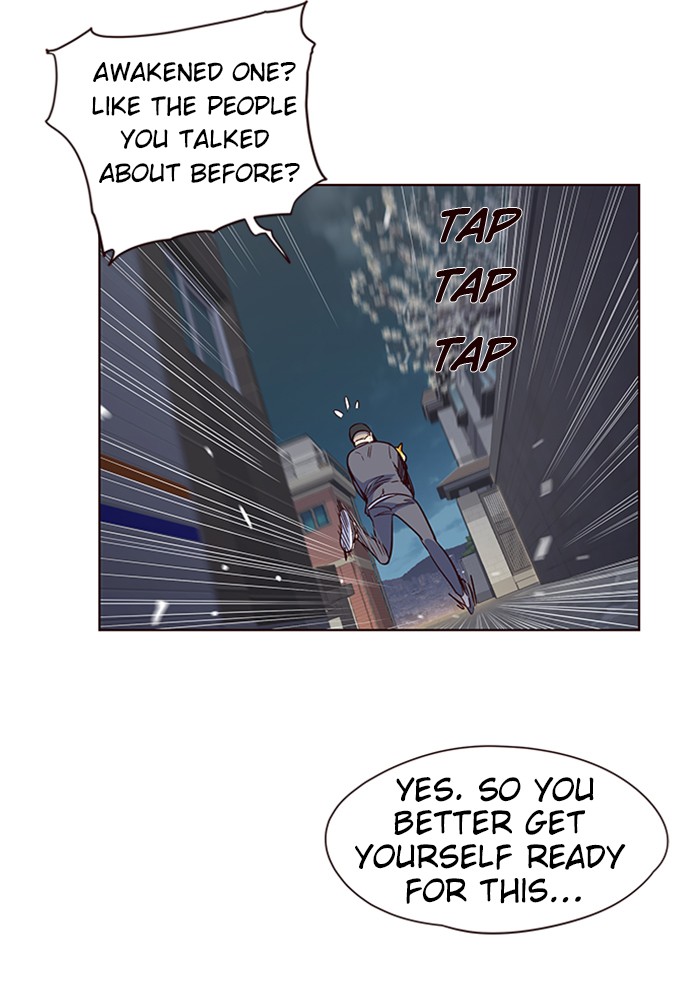 AWAKENED ONE?
LIKE THE PEOPLE
YOU TALKED
ABOUT BEFORE?
TAP
TAP
TAP
YES. SO YOU
BETTER GET
YOURSELF READY
FOR THIS...